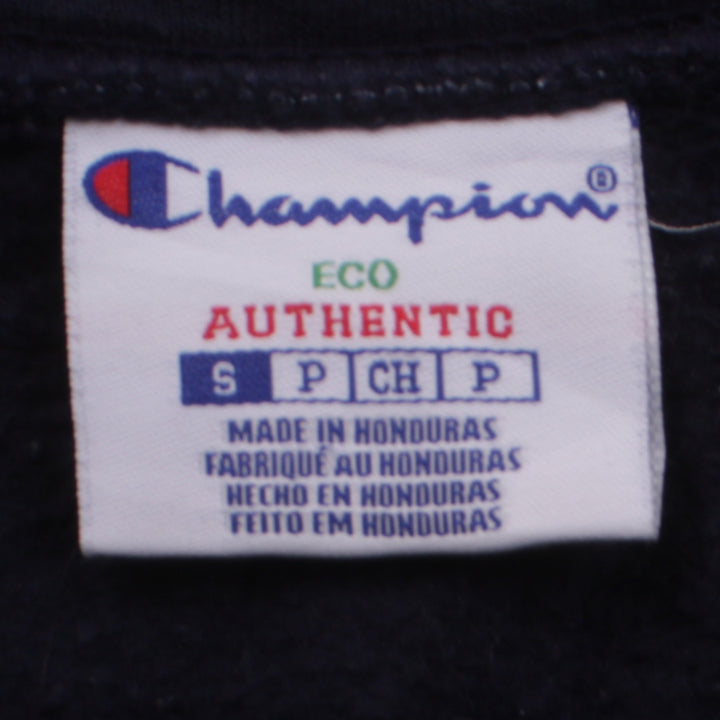 Champion®
ECO
AUTHENTIC
S P CH P
MADE IN HONDURAS
FABRIQUÉ AU HONDURAS
HECHO EN HONDURAS
FEITO EM HONDURAS